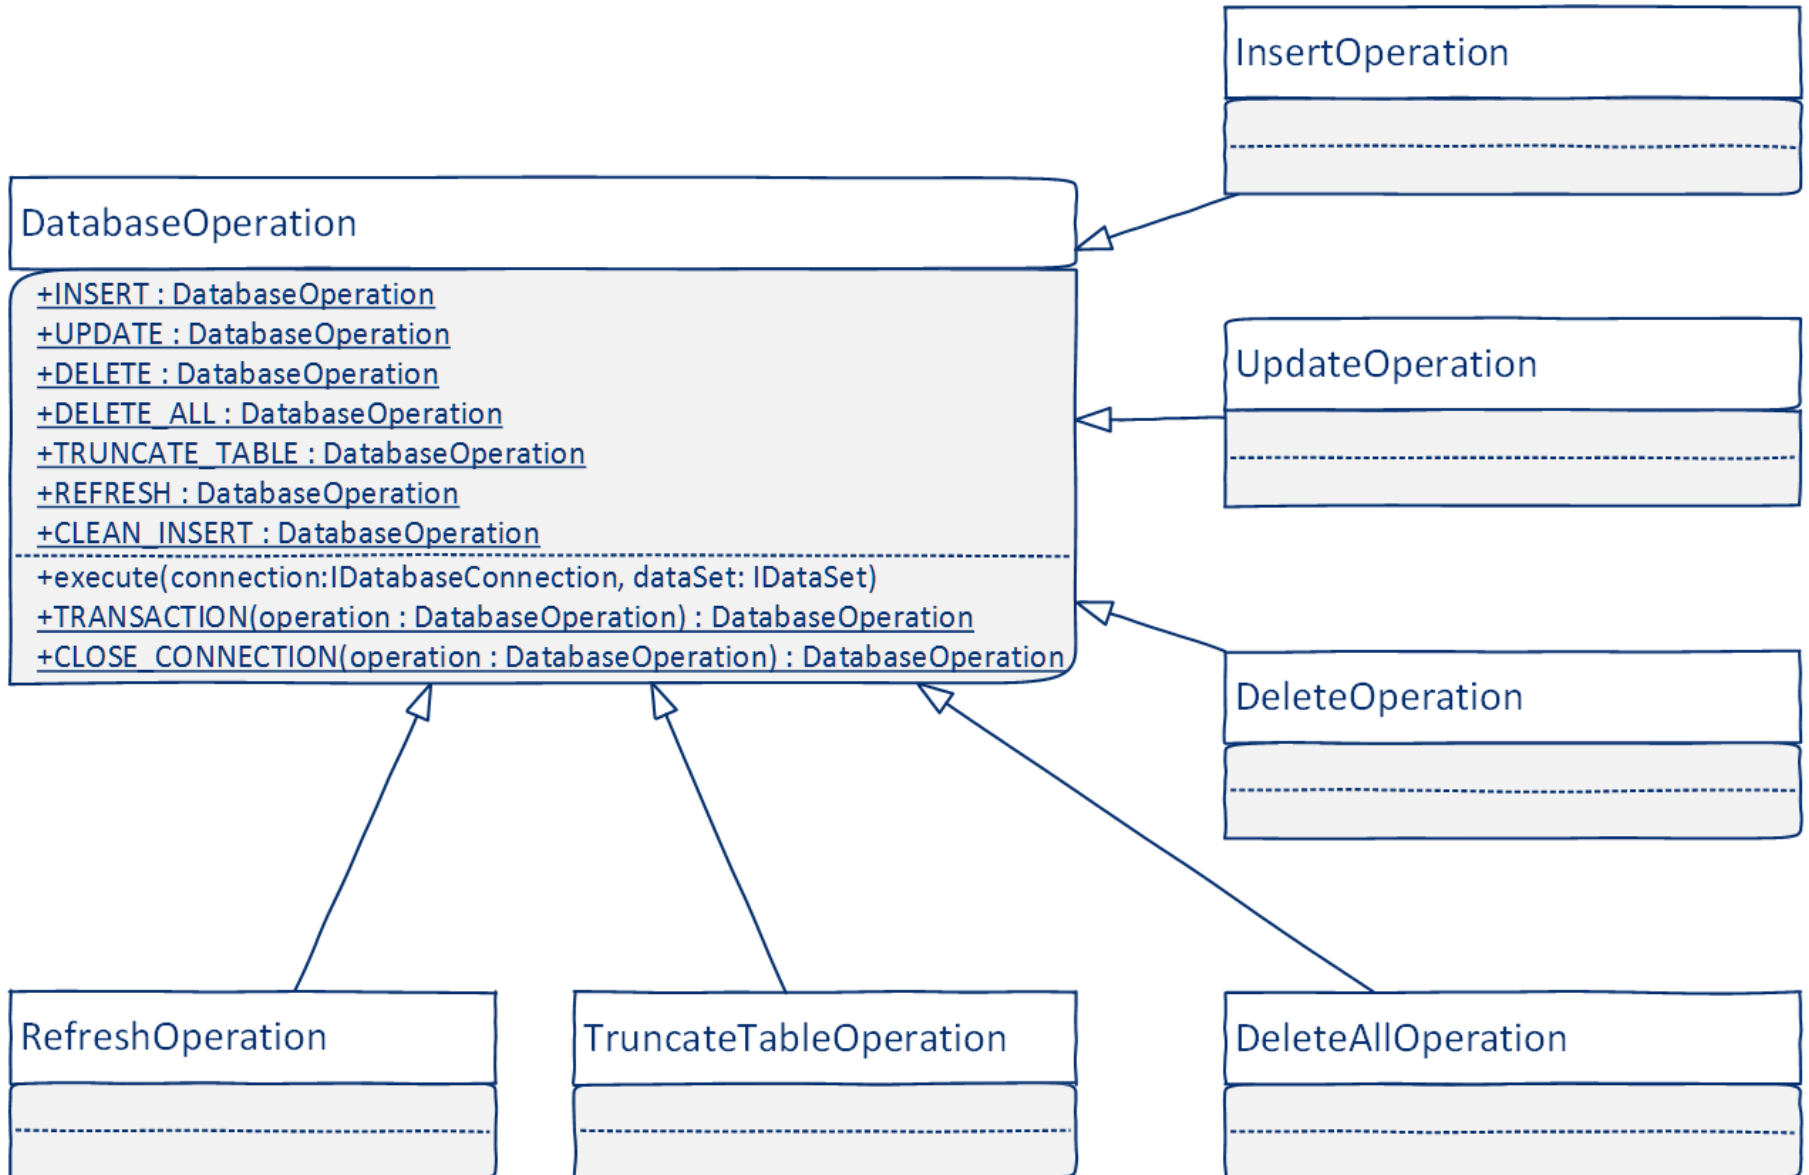 InsertOperation
DatabaseOperation
+INSERT : DatabaseOperation
+UPDATE : DatabaseOperation
+DELETE : DatabaseOperation
+DELETE_ALL : DatabaseOperation
+TRUNCATE_TABLE : DatabaseOperation
+REFRESH : DatabaseOperation
+CLEAN_INSERT : DatabaseOperation
+execute(connection:IDatabaseConnection, dataSet: IDataSet)
+TRANSACTION(operation : DatabaseOperation) : DatabaseOperation
+CLOSE_CONNECTION(operation : DatabaseOperation) : DatabaseOperation
UpdateOperation
DeleteOperation
RefreshOperation
TruncateTableOperation
DeleteAllOperation